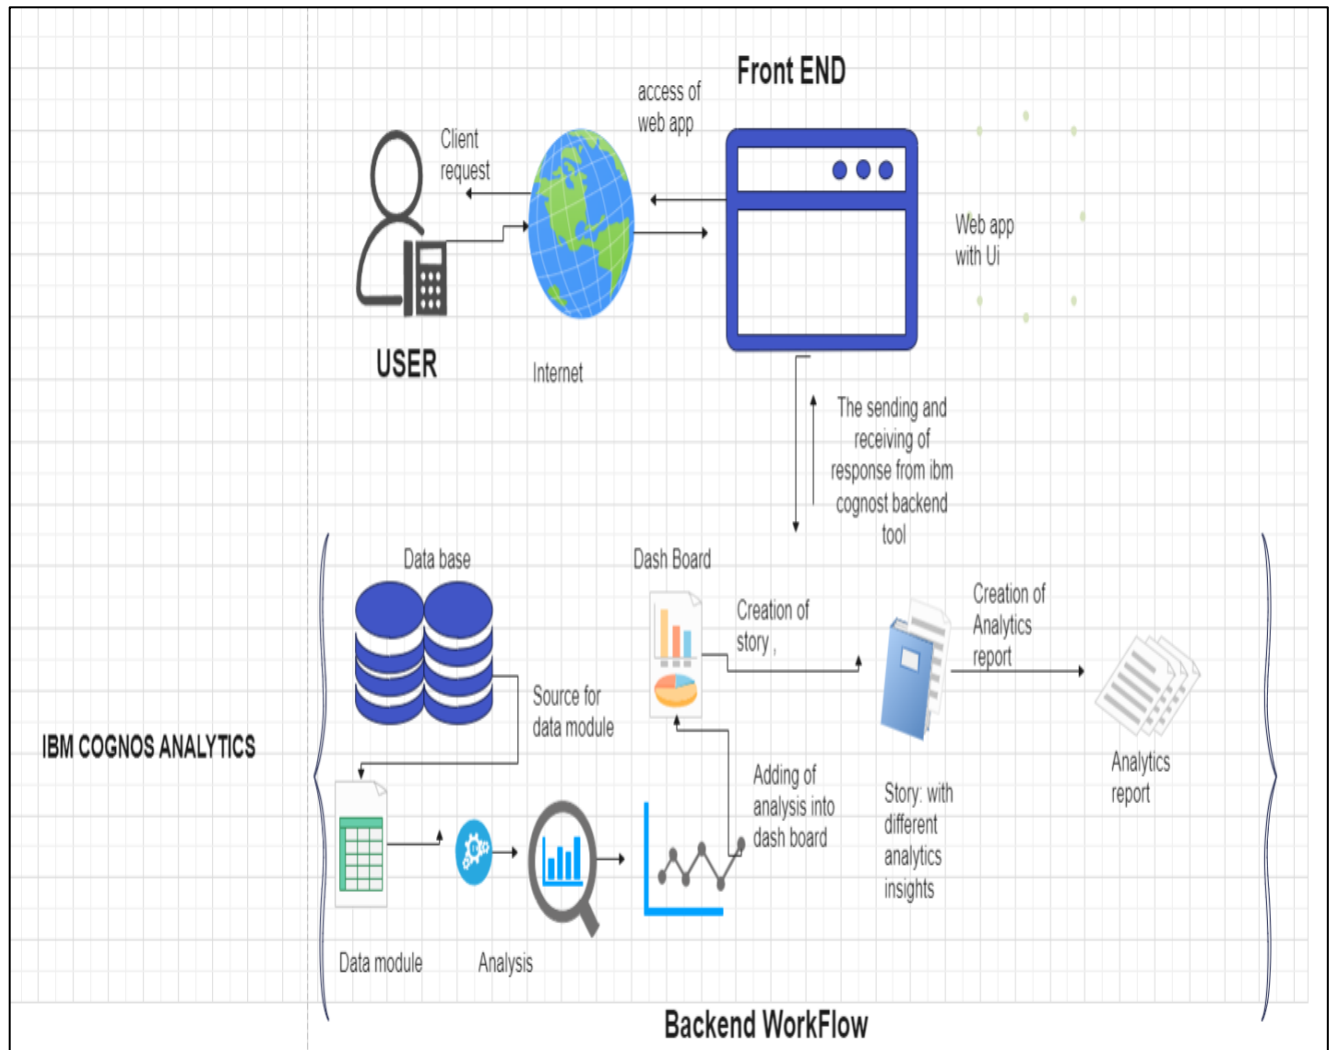 Front END
access of
web app
Client
request
Web app
with Ui
USER
Internet
The sending and
receiving of
response from ibm
cognost backend
tool
Data base
Dash Board
Creation of
story ,
Creation of
Analytics
report
Source for
data module
IBM COGNOS ANALYTICS
Adding of
analysis into
dash board
Story: with
different
analytics
insights
Analytics
report
Data module
Analysis
Backend WorkFlow